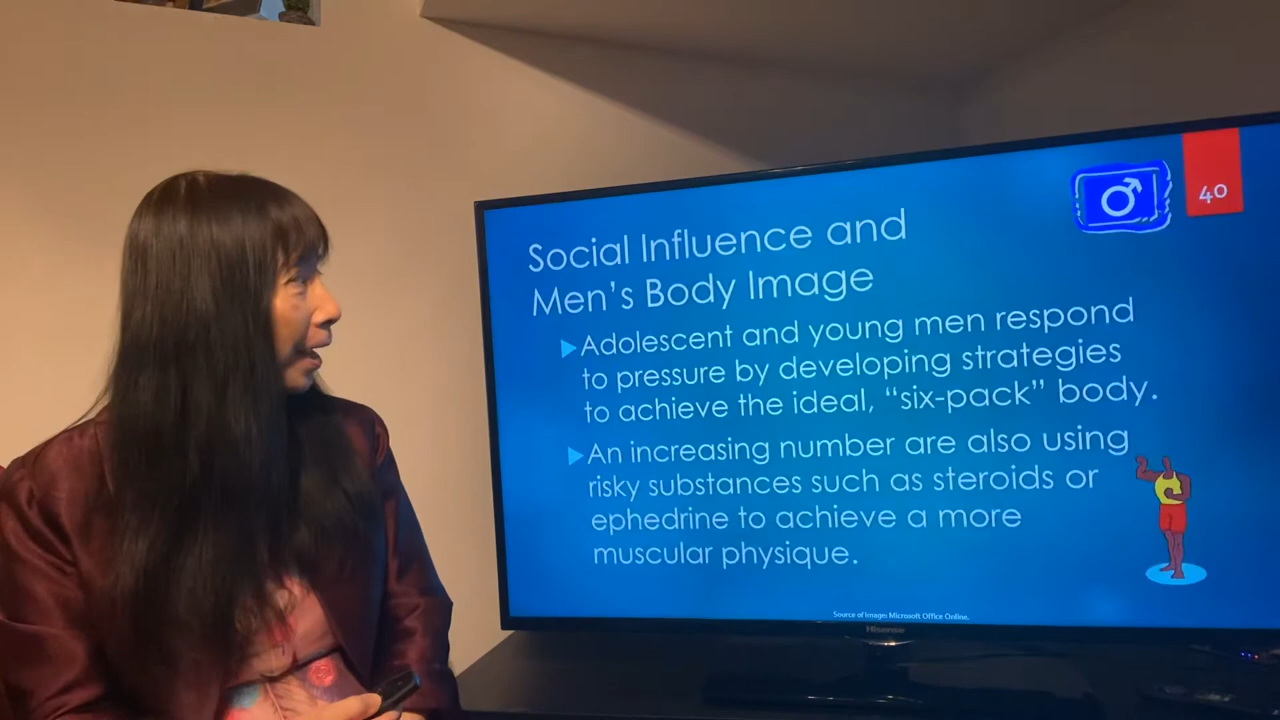 40
Social Influence and
Men's Body Image
Adolescent and young men respond
to pressure by developing strategies
to achieve the ideal, “six-pack” body.
An increasing number are also using
risky substances such as steroids or
ephedrine to achieve a more
muscular physique.
Source of Image: Microsoft Office Online.
Hisense